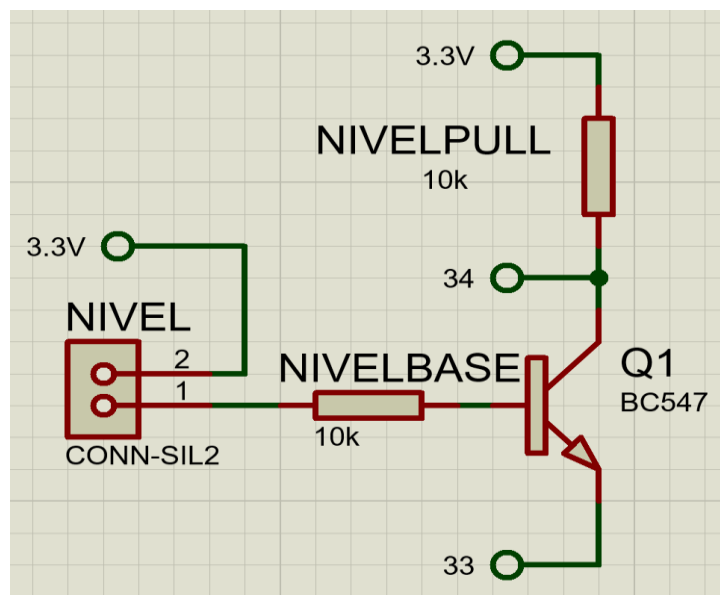 3.3V
NIVELPULL
10k
3.3V
34
NIVEL
2
1
NIVELBASE
10k
CONN-SIL2
Q1
BC547
33